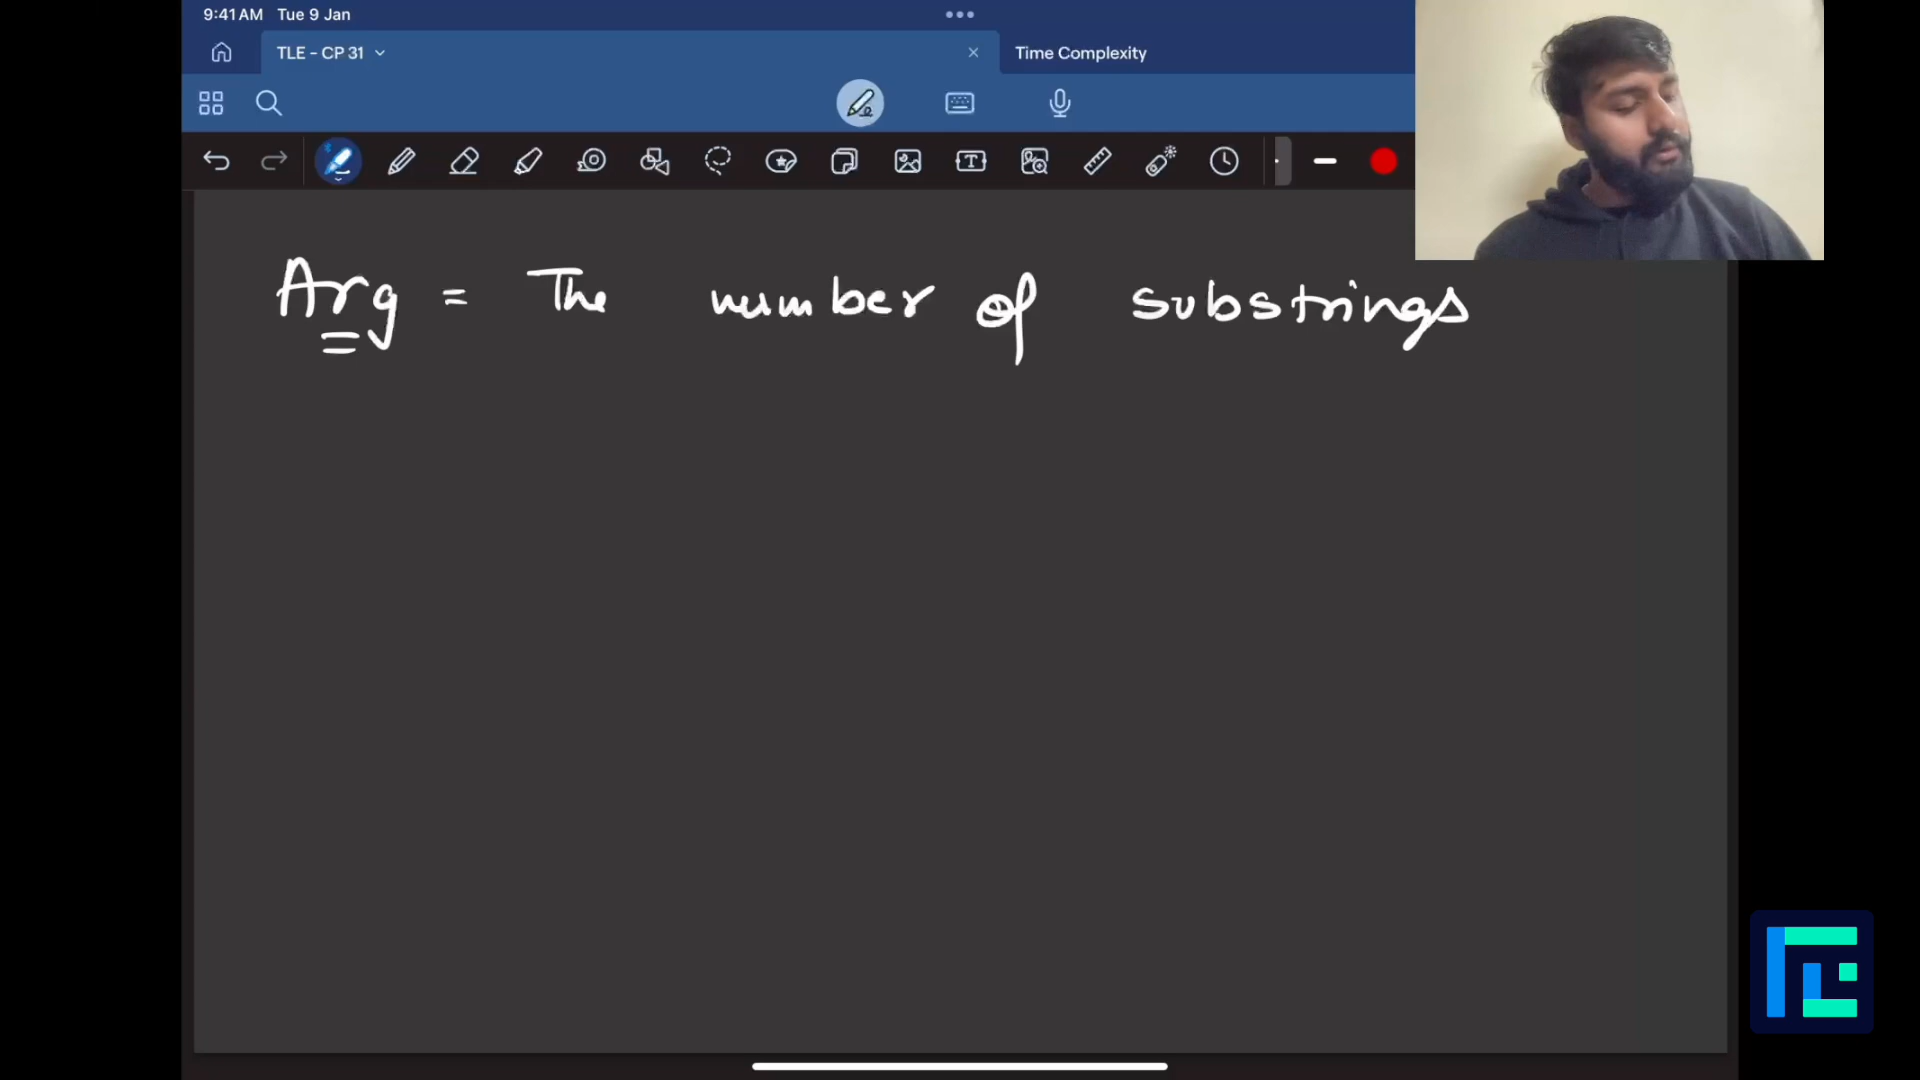 9:41 AM Tue 9 Jan
TLE - CP 31
Time Complexity
Arg = The number of substrings